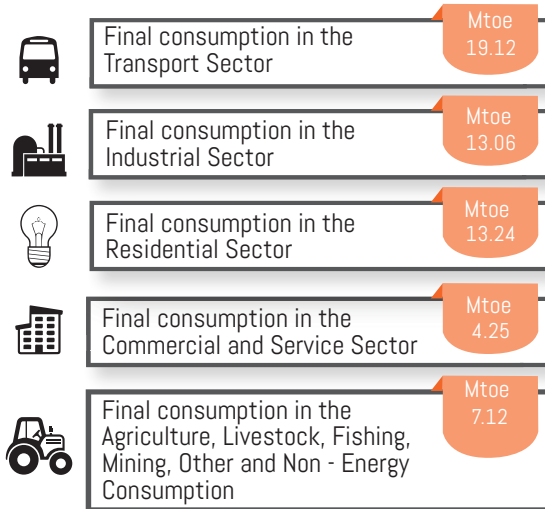 Final consumption in the
Transport Sector
Mtoe
19.12
Final consumption in the
Industrial Sector
Mtoe
13.06
Final consumption in the
Residential Sector
Mtoe
13.24
Final consumption in the
Commercial and Service Sector
Mtoe
4.25
Final consumption in the
Agriculture, Livestock, Fishing,
Mining, Other and Non - Energy
Consumption
Mtoe
7.12